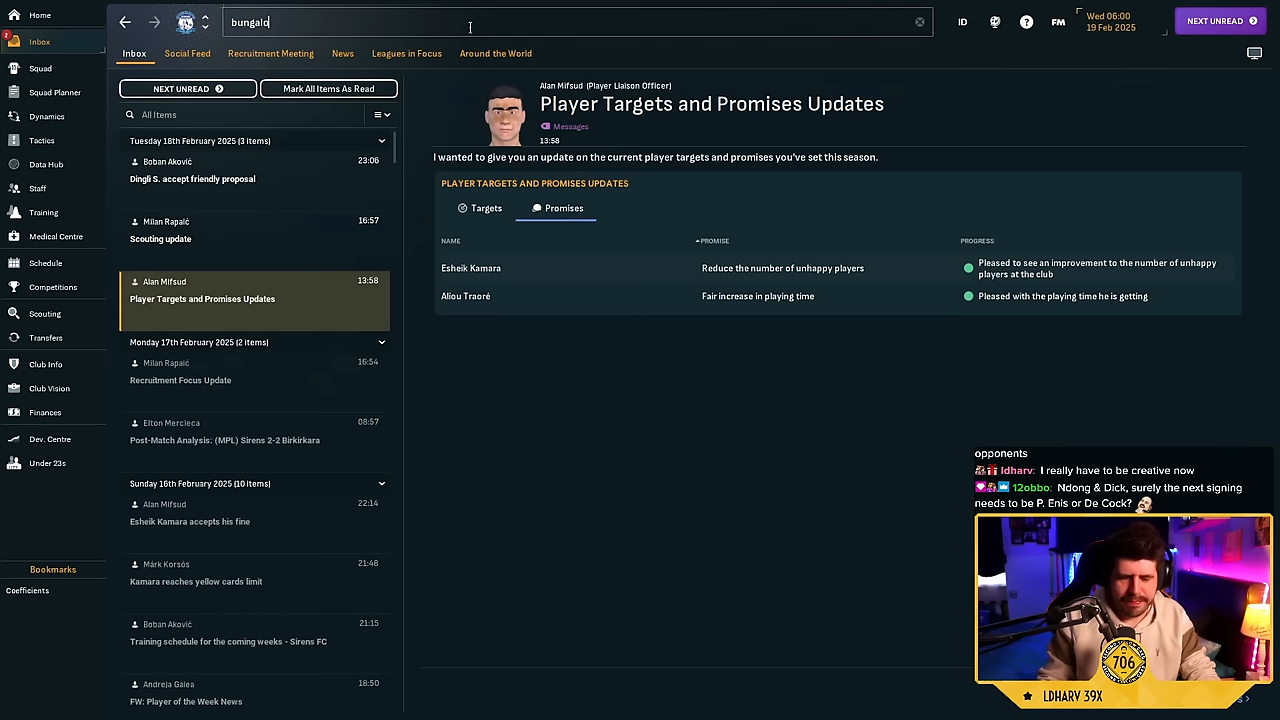 Home
bungald
ID
FM
Wed 06:00
19 Feb 2025
NEXT UNREAD
2
Inbox
Squad
Squad Planner
Dynamics
Tactics
Data Hub
Staff
Training
Medical Centre
Schedule
Competitions
Scouting
Transfers
Club Info
Club Vision
Finances
Dev. Centre
Under 23s
Bookmarks
Coefficients
Inbox
Social Feed
Recruitment Meeting
News
Leagues in Focus
Around the World
NEXT UNREAD
Mark All Items As Read
All Items
Tuesday 18th February 2025 (3 items)
Boban Aković 23:06
Dingli S. accept friendly proposal
Milan Rapaić 16:57
Scouting update
Alan Mifsud 13:58
Player Targets and Promises Updates
Monday 17th February 2025 (2 items)
Milan Rapaić 16:54
Recruitment Focus Update
Elton Mercieca 08:57
Post-Match Analysis: (MPL) Sirens 2-2 Birkirkara
Sunday 16th February 2025 (10 items)
Alan Mifsud 22:14
Esheik Kamara accepts his fine
Márk Korsós 21:48
Kamara reaches yellow cards limit
Boban Aković 21:15
Training schedule for the coming weeks - Sirens FC
Andreja Galea 18:50
FW: Player of the Week News
Alan Mifsud (Player Liaison Officer)
Player Targets and Promises Updates
Messages
13:58
I wanted to give you an update on the current player targets and promises you've set this season.
PLAYER TARGETS AND PROMISES UPDATES
Targets
Promises
NAME PROMISE PROGRESS
Esheik Kamara Reduce the number of unhappy players Pleased to see an improvement to the number of unhappy
players at the club
Aliou Traoré Fair increase in playing time Pleased with the playing time he is getting
opponents
ldharv: I really have to be creative now
12obbo: Ndong & Dick, surely the next signing
needs to be P. Enis or De Cock?
706
LDHARV 39X